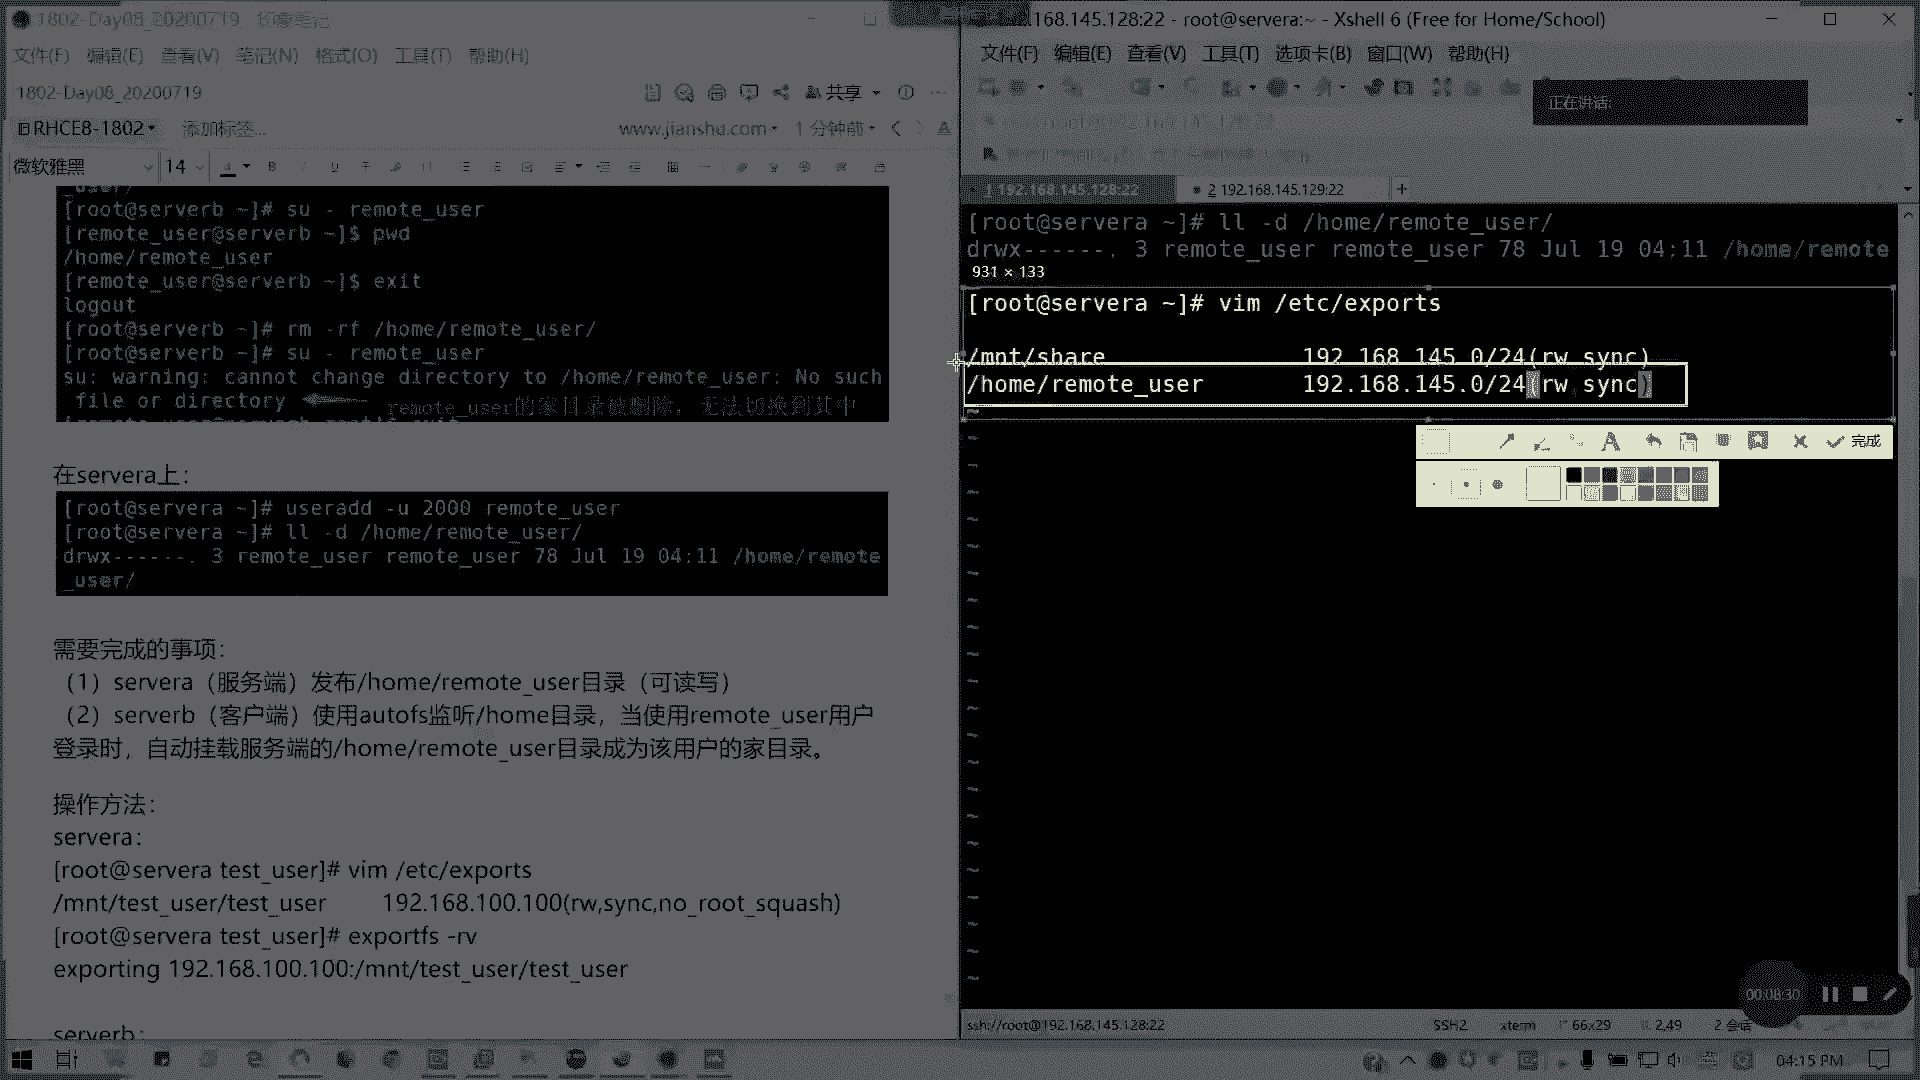 1802-Day08_20200719
文件(F) 编辑(E) 查看(V) 笔记(N) 格式(O) 工具(T) 帮助(H)
1802-Day08_20200719
共享
RHCE8-1802 添加标签... www.jianshu.com 1 分钟前
微软雅黑 14
_user/
[root@serverb ~]# su - remote_user
[remote_user@serverb ~]$ pwd
/home/remote_user
[remote_user@serverb ~]$ exit
logout
[root@serverb ~]# rm -rf /home/remote_user/
[root@serverb ~]# su - remote_user
su: warning: cannot change directory to /home/remote_user: No such
file or directory remote_user的家目录被删除，无法切换到其中
在servera上：
[root@servera ~]# useradd -u 2000 remote_user
[root@servera ~]# ll -d /home/remote_user/
drwx------. 3 remote_user remote_user 78 Jul 19 04:11 /home/remote
_user/
需要完成的事项：
（1）servera（服务端）发布/home/remote_user目录（可读写）
（2）serverb（客户端）使用autofs监听/home目录，当使用remote_user用户
登录时，自动挂载服务端的/home/remote_user目录成为该用户的家目录。
操作方法：
servera：
[root@servera test_user]# vim /etc/exports
/mnt/test_user/test_user 192.168.100.100(rw,sync,no_root_squash)
[root@servera test_user]# exportfs -rv
exporting 192.168.100.100:/mnt/test_user/test_user
serverb：
168.145.128:22 - root@servera:~ - Xshell 6 (Free for Home/School)
文件(F) 编辑(E) 查看(V) 工具(T) 选项卡(B) 窗口(W) 帮助(H)
正在讲话:
1 192.168.145.128:22 2 192.168.145.129:22 +
[root@servera ~]# ll -d /home/remote_user/
drwx------. 3 remote_user remote_user 78 Jul 19 04:11 /home/remote
931 × 133
[root@servera ~]# vim /etc/exports
/mnt/share 192.168.145.0/24(rw,sync)
/home/remote_user 192.168.145.0/24(rw,sync)
完成
00:08:30
ssh://root@192.168.145.128:22 SSH2 xterm 66x29 2,49 2 会话
04:15 PM